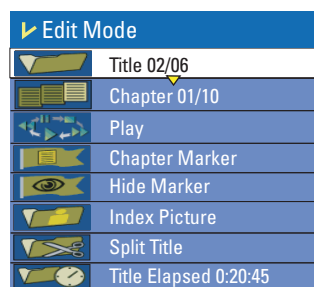 Edit Mode
Title 02/06
Chapter 01/10
Play
Chapter Marker
Hide Marker
Index Picture
Split Title
Title Elapsed 0:20:45